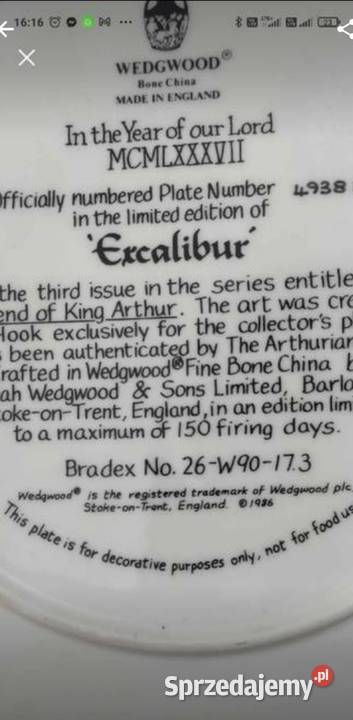 16:16
WEDGWOOD®
Bone China
MADE IN ENGLAND
In the Year of our Lord
MCMLXXXVII
fficially numbered Plate Number 4938
in the limited edition of
'Excalibur'
the third issue in the series entitle
end of King Arthur. The art was cre
Hook exclusively for the collector's p
been authenticated by The Arthurian
rafted in Wedgwood® Fine Bone China b
ah Wedgwood & Sons Limited, Barla
toke-on-Trent, England, in an edition lim
to a maximum of 150 firing days.
Bradex No. 26-W90-17.3
Wedgwood® is the registered trademark of Wedgwood plc
Stoke-on-Trent, England. © 1986
This plate is for decorative purposes only, not for food us
Sprzedajemy.pl